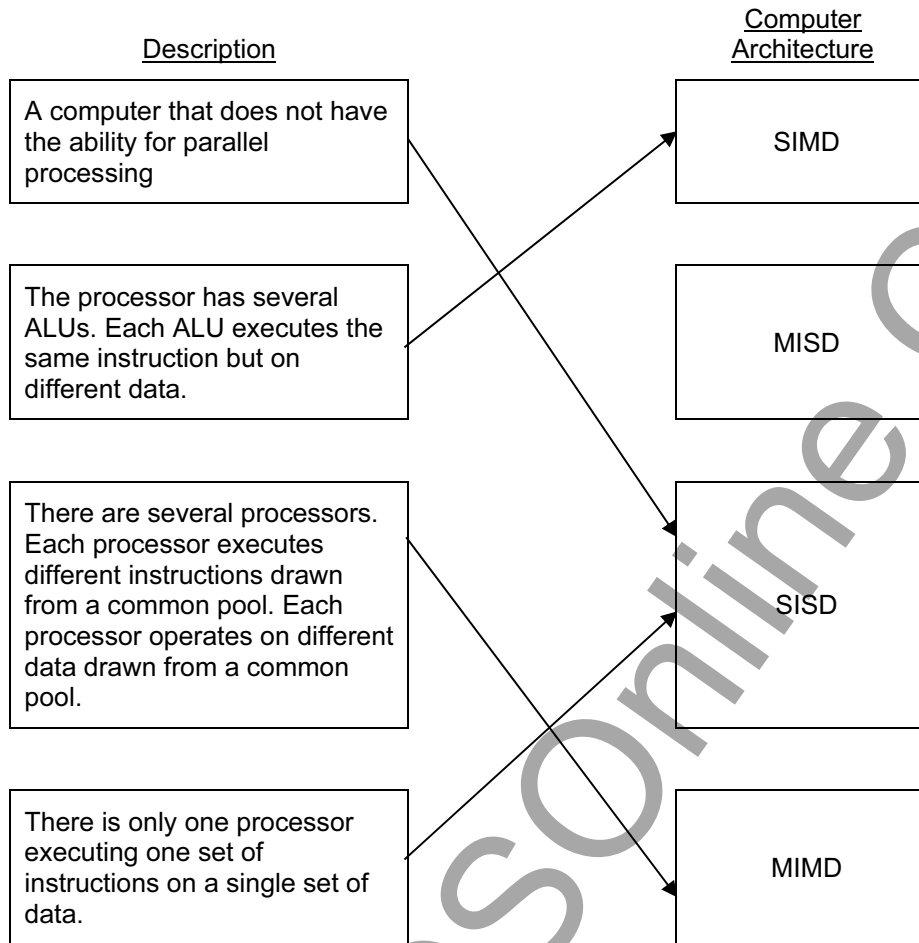 Description
Computer
Architecture
A computer that does not have
the ability for parallel
processing
SIMD
The processor has several
ALUs. Each ALU executes the
same instruction but on
different data.
MISD
There are several processors.
Each processor executes
different instructions drawn
from a common pool. Each
processor operates on different
data drawn from a common
pool.
SISD
There is only one processor
executing one set of
instructions on a single set of
data.
MIMD